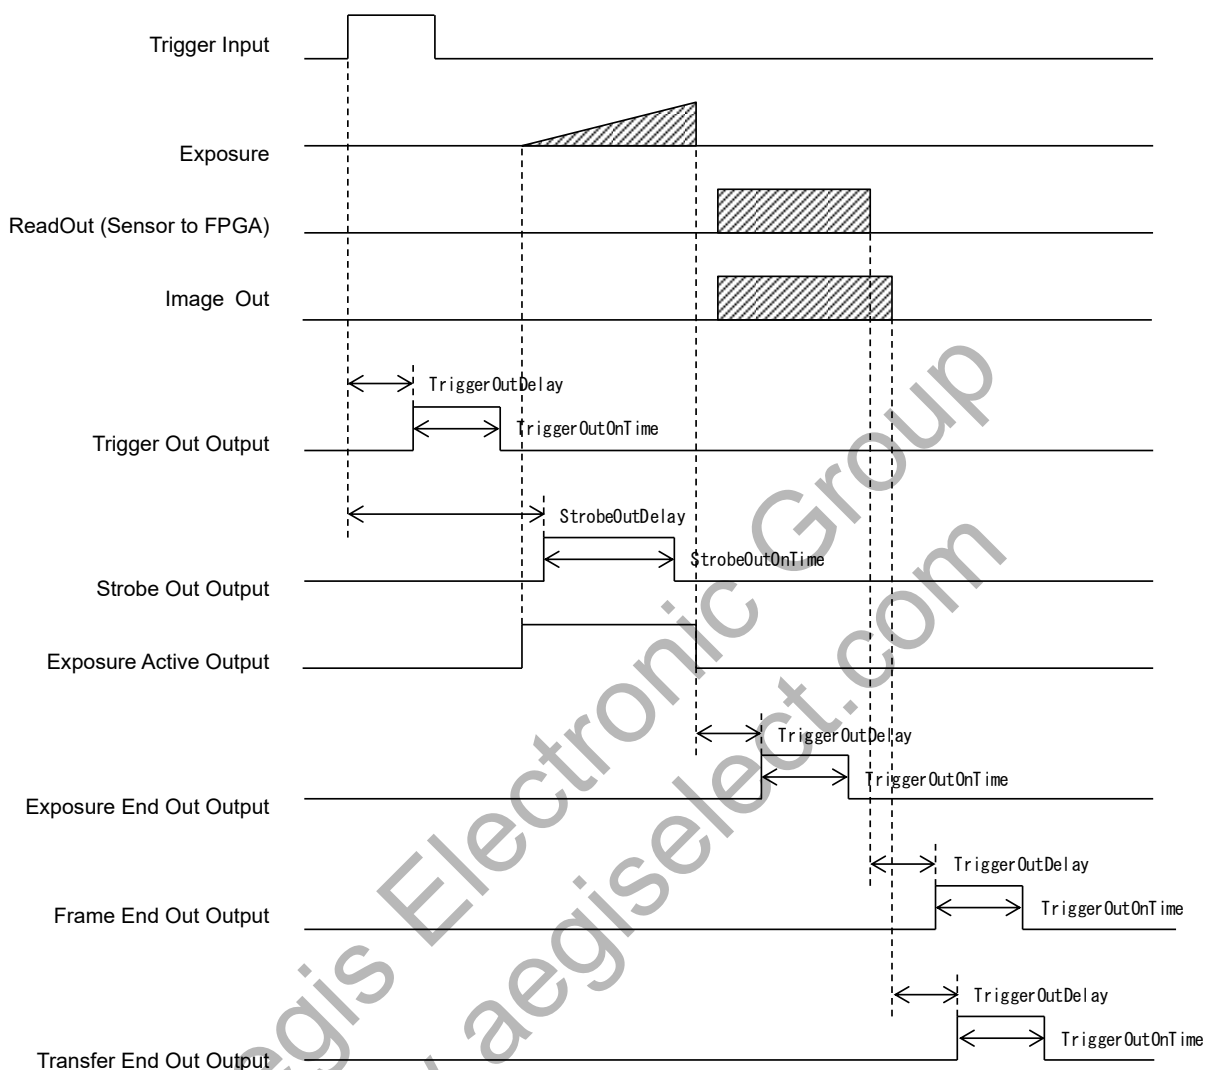 Trigger Input
Exposure
ReadOut (Sensor to FPGA)
Image Out
TriggerOutDelay
TriggerOutOnTime
Trigger Out Output
StrobeOutDelay
StrobeOutOnTime
Strobe Out Output
Exposure Active Output
TriggerOutDelay
TriggerOutOnTime
Exposure End Out Output
TriggerOutDelay
TriggerOutOnTime
Frame End Out Output
TriggerOutDelay
TriggerOutOnTime
Transfer End Out Output
egis Electronic Group
aegiselect.com